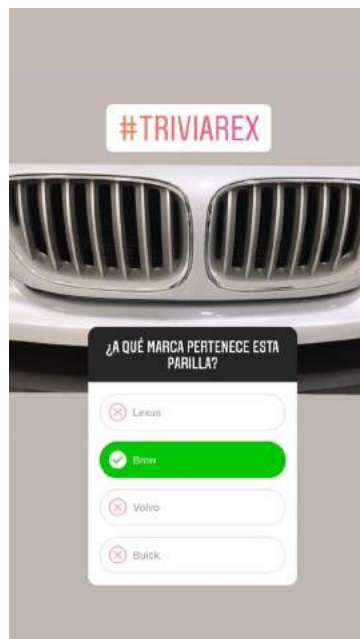 #TRIVIAREX
¿A QUÉ MARCA PERTENECE ESTA
PARILLA?
Lexus
Bmw
Volvo
Buick